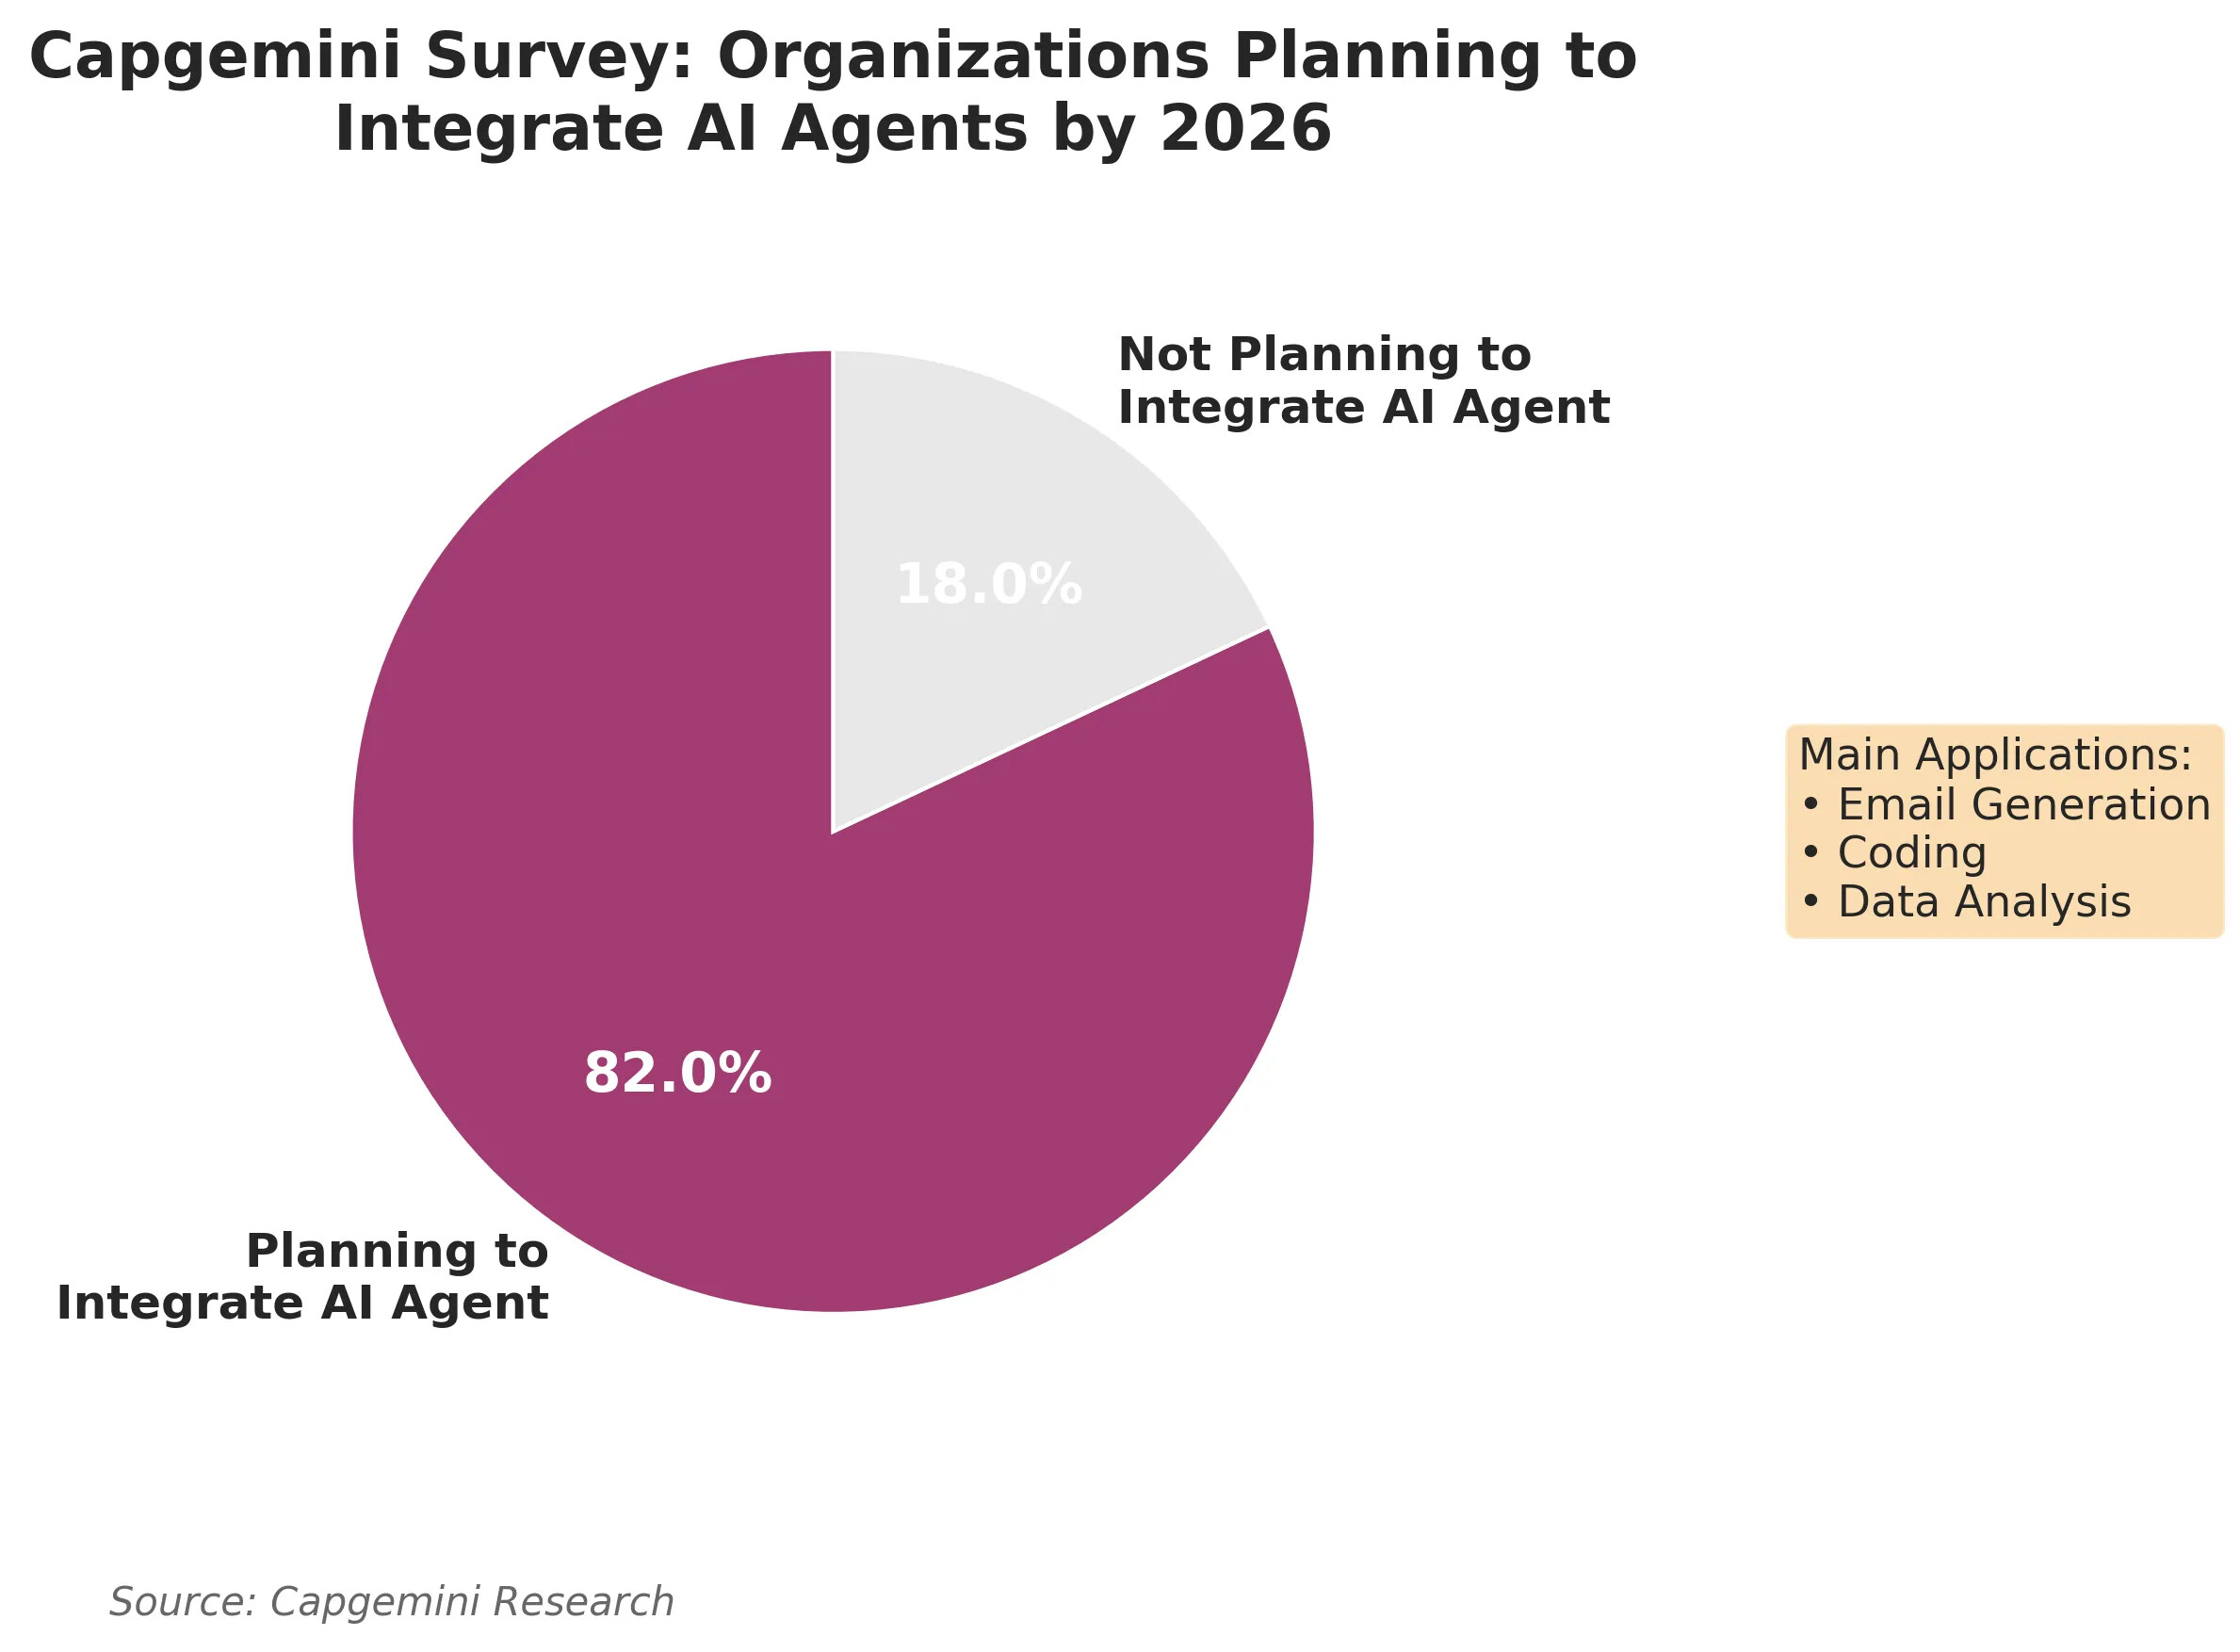 Capgemini Survey: Organizations Planning to
Integrate AI Agents by 2026
Not Planning to
Integrate AI Agent
18.0%
Main Applications:
• Email Generation
• Coding
• Data Analysis
82.0%
Planning to
Integrate AI Agent
Source: Capgemini Research